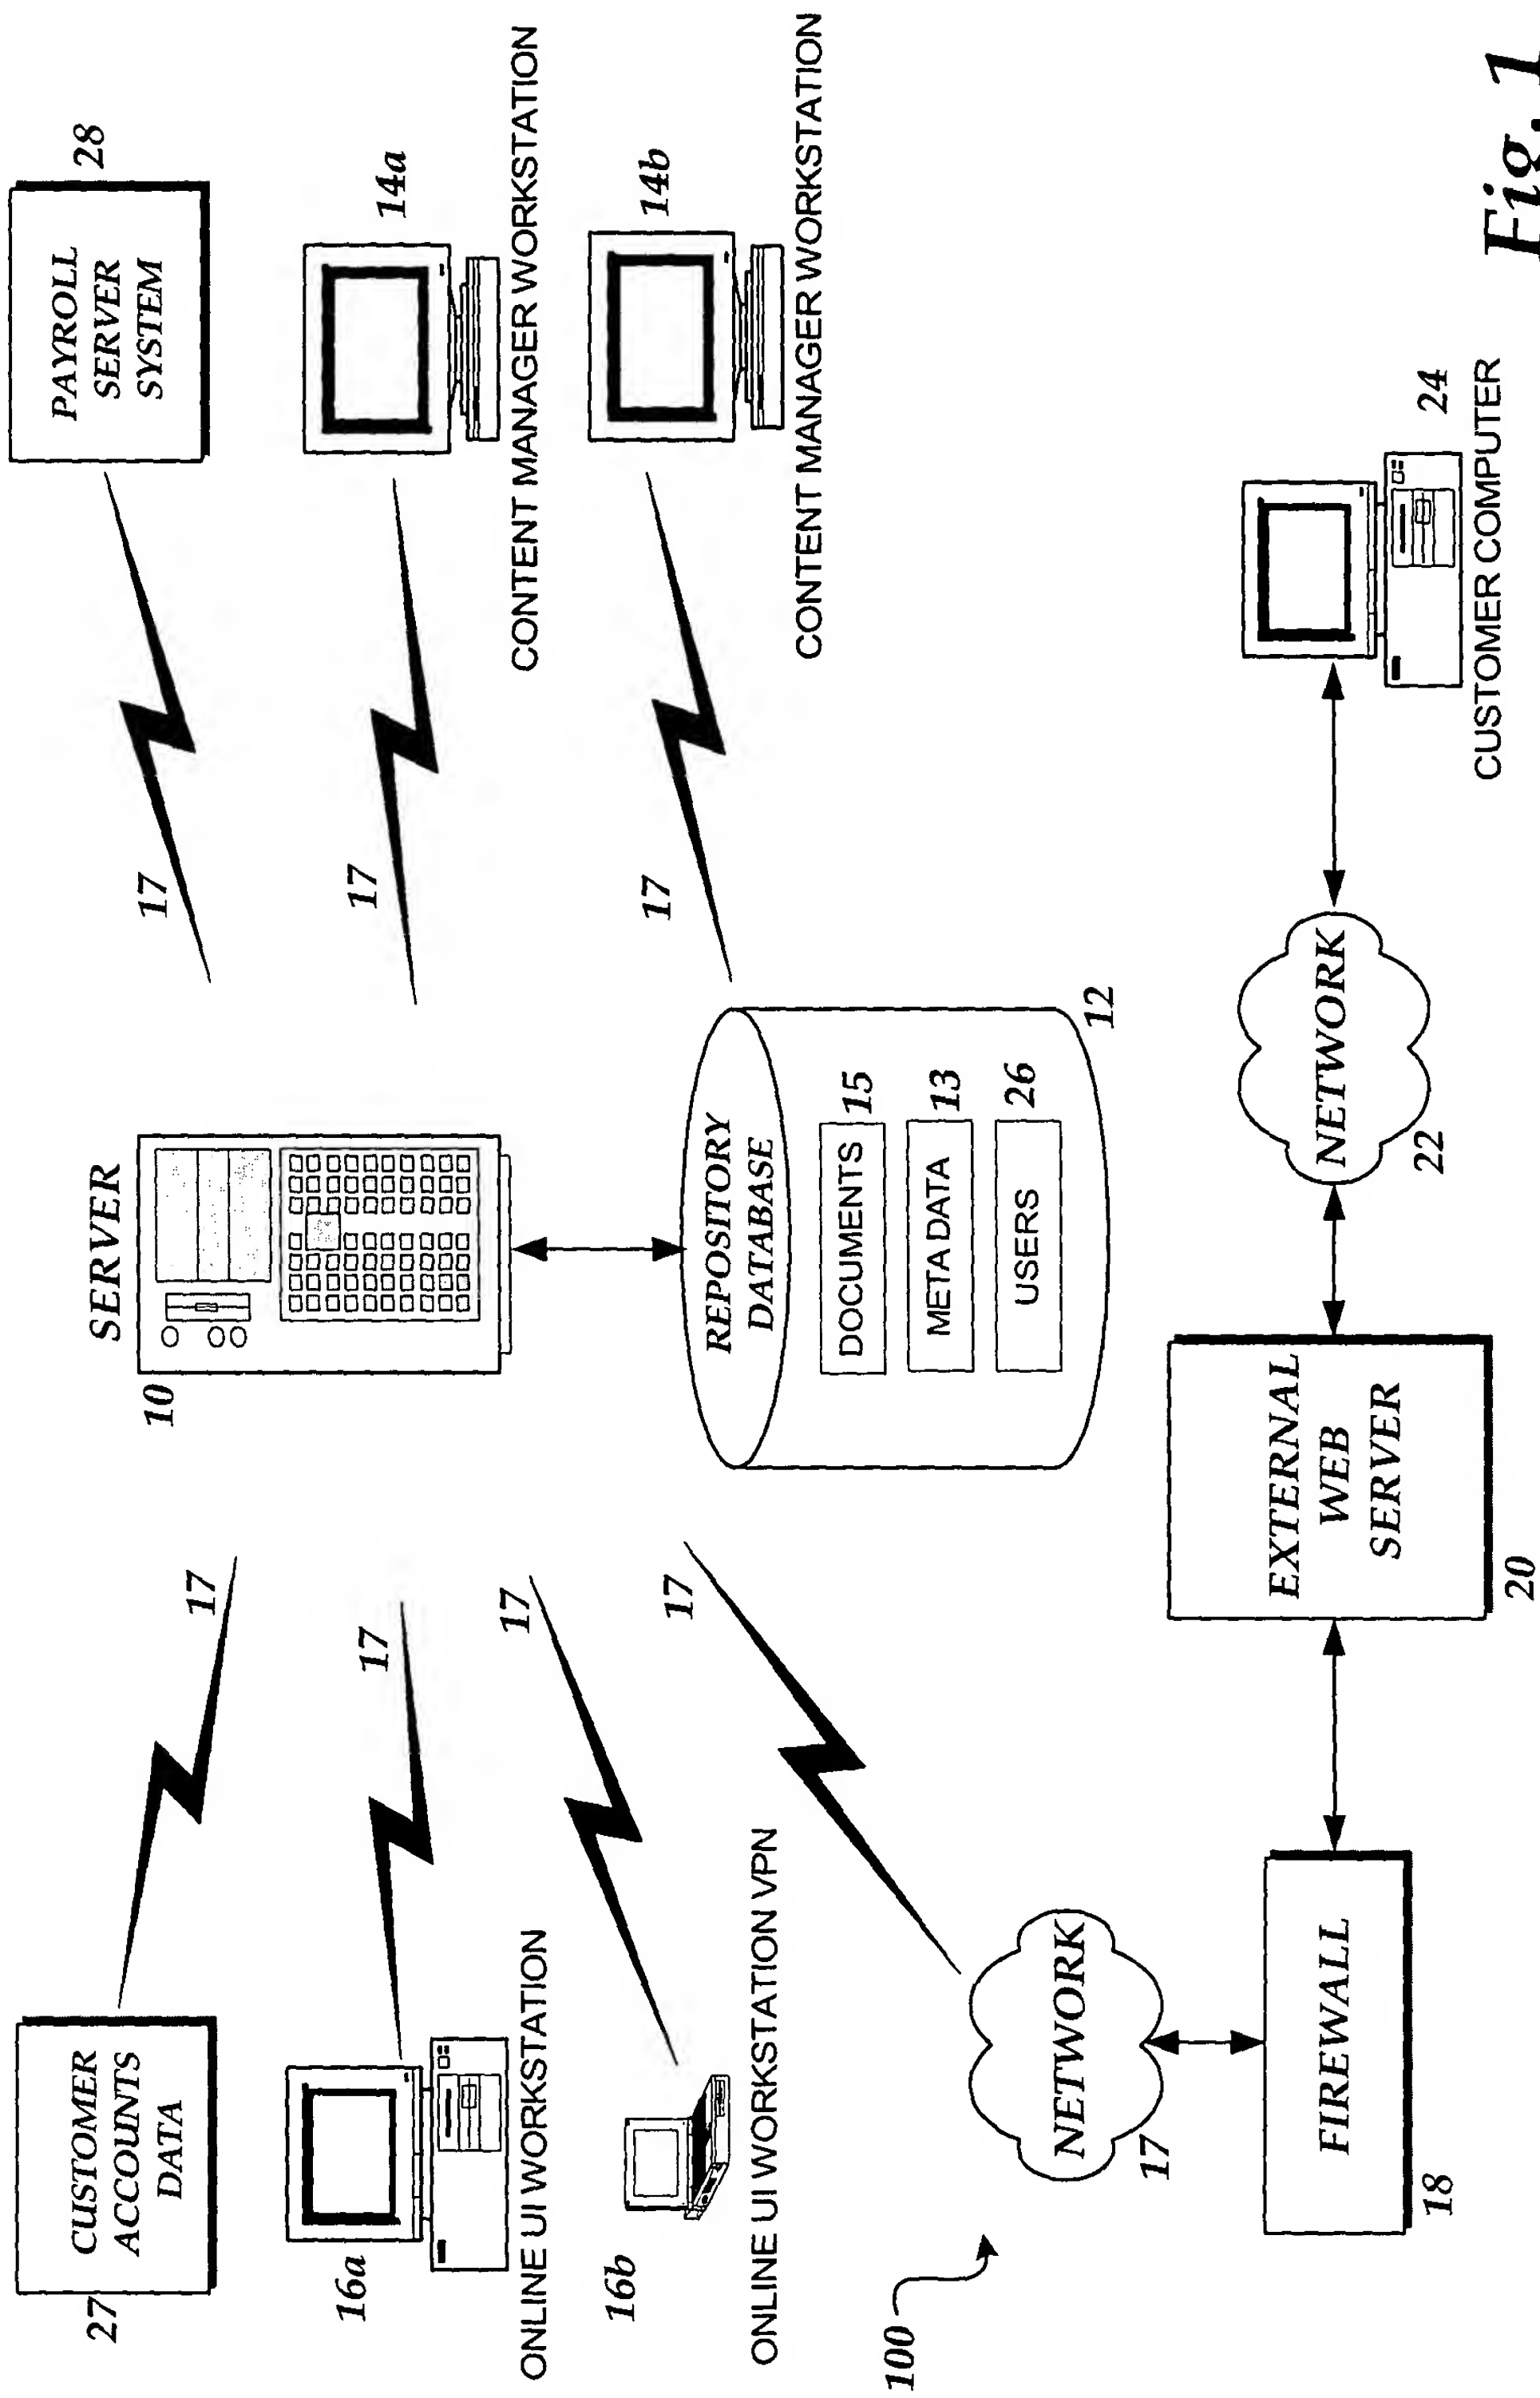 SERVER
10
27
CUSTOMER
ACCOUNTS
DATA
17
17
PAYROLL
SERVER
SYSTEM
28
16a
ONLINE UI WORKSTATION
17
17
14a
CONTENT MANAGER WORKSTATION
16b
ONLINE UI WORKSTATION VPN
17
REPOSITORY
DATABASE
DOCUMENTS
15
META DATA
13
USERS
26
12
17
14b
CONTENT MANAGER WORKSTATION
100
17
NETWORK
17
FIREWALL
18
EXTERNAL
WEB
SERVER
20
NETWORK
22
24
CUSTOMER COMPUTER
Fig. 1